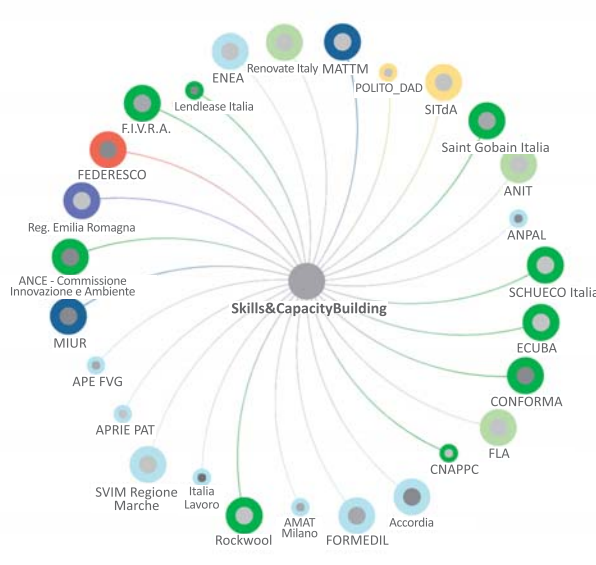 ENEA
Renovate Italy
MATTM
POLITO_DAD
SITdA
Lendlease Italia
F.I.V.R.A.
Saint Gobain Italia
FEDERESCO
ANIT
Reg. Emilia Romagna
ANPAL
ANCE - Commissione
Innovazione e Ambiente
SCHUECO Italia
Skills&CapacityBuilding
MIUR
ECUBA
APE FVG
CONFORMA
APRIE PAT
FLA
CNAPPC
SVIM Regione
Marche
Italia
Lavoro
Rockwool
AMAT
Milano
FORMEDIL
Accordia